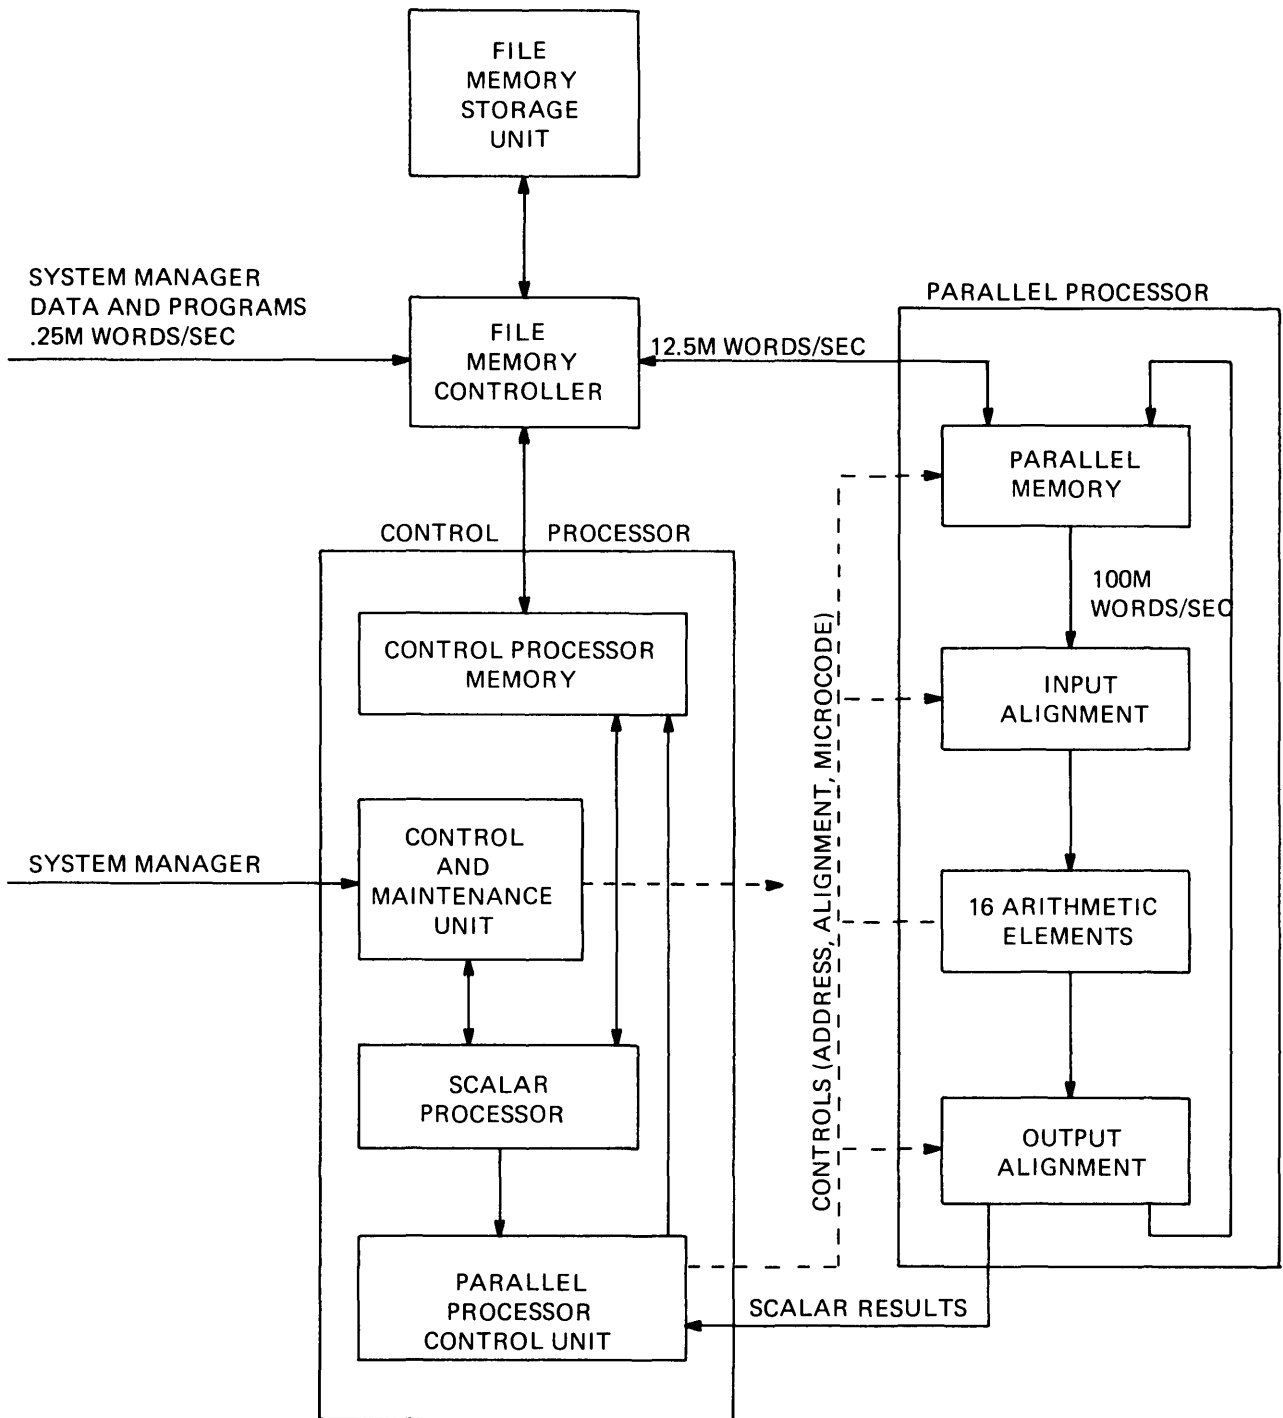 FILE
MEMORY
STORAGE
UNIT
SYSTEM MANAGER
DATA AND PROGRAMS
.25M WORDS/SEC
FILE
MEMORY
CONTROLLER
12.5M WORDS/SEC
PARALLEL PROCESSOR
PARALLEL
MEMORY
100M
WORDS/SEC
INPUT
ALIGNMENT
16 ARITHMETIC
ELEMENTS
OUTPUT
ALIGNMENT
CONTROLS (ADDRESS, ALIGNMENT, MICROCODE)
CONTROL PROCESSOR
CONTROL PROCESSOR
MEMORY
SYSTEM MANAGER
CONTROL
AND
MAINTENANCE
UNIT
SCALAR
PROCESSOR
PARALLEL
PROCESSOR
CONTROL UNIT
SCALAR RESULTS